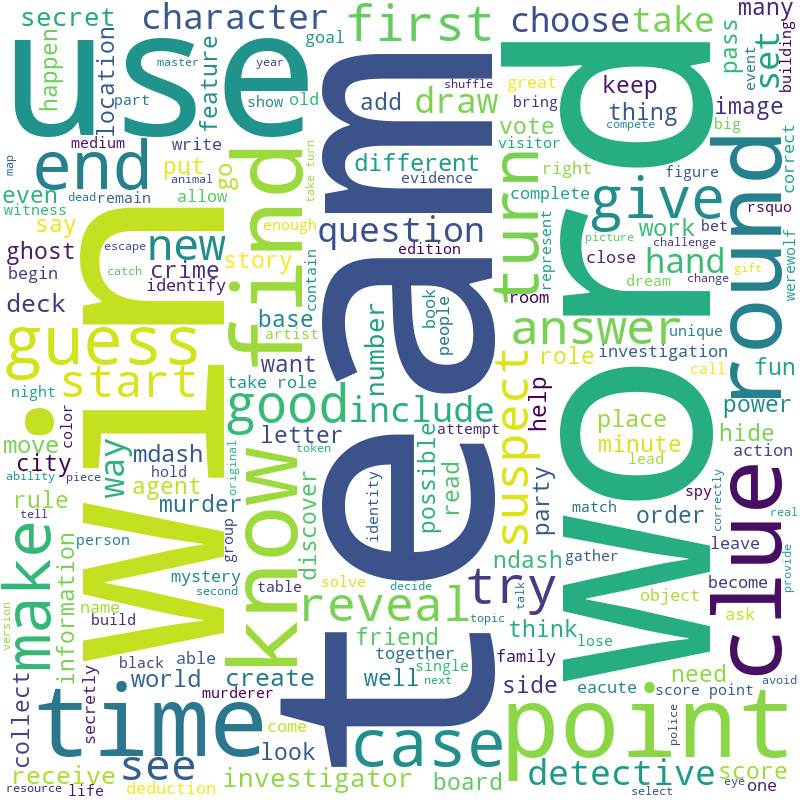 secret
character
first
choose
take
many
use
goal
master
year
shuffle
great
keep
pass
event
set
building
happen
location
part
feature
show
old
add
draw
bring
thing
image
medium
write
vote
visitor
big
compete
correct
map
end
put
go
different
evidence
right
figure
animal
take turn
word
even
dead
remain
allow
turn
complete
give
round
witness
say
find
enough
question
represent
work
bet
rsquo
ghost
new
team
edition
picture
challenge
werewolf
escape
story
contain
close
hand
begin
catch
crime
room
dream
change
gift
identify
deck
win
base
artist
book
people
answer
unique
guess
want
number
suspect
role
investigation
call
fun
night
start
take role
good
include
help
place
power
move
color
way
mdash
letter
attempt
possible
minute
hide
city
hold
original
token
read
party
lead
action
ability
piece
agent
know
discover
identity
spy
clue
rule
murder
match
order
correctly
real
tell
group
ndash
leave
make
information
person
mystery
table
solve
decide
try
gather
become
provide
second
talk
object
ask
version
name
build
reveal
topic
think
lose
friend
black
able
together
family
need
avoid
collect
secretly
world
create
well
single
next
side
eacute
score point
murderer
time
come
case
point
police
see
look
detective
score
receive
investigator
board
eye
one
resource
life
deduction
select